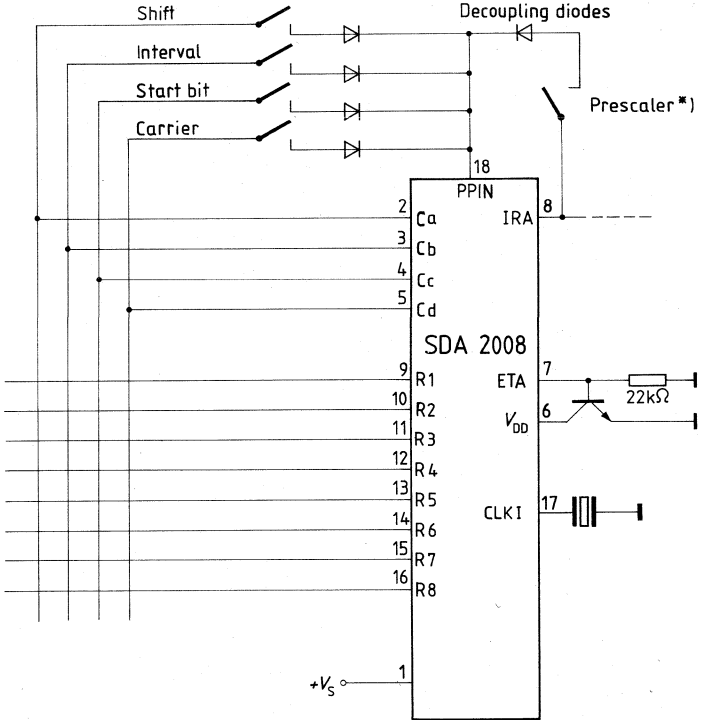 Shift
Decoupling diodes
Interval
Start bit
Prescaler*)
Carrier
18
PPIN
2 Ca
IRA 8
3 Cb
4 Cc
5 Cd
SDA 2008
9 R1
ETA 7
22kΩ
10 R2
VDD 6
11 R3
12 R4
13 R5
CLKI 17
14 R6
15 R7
16 R8
+VS 1